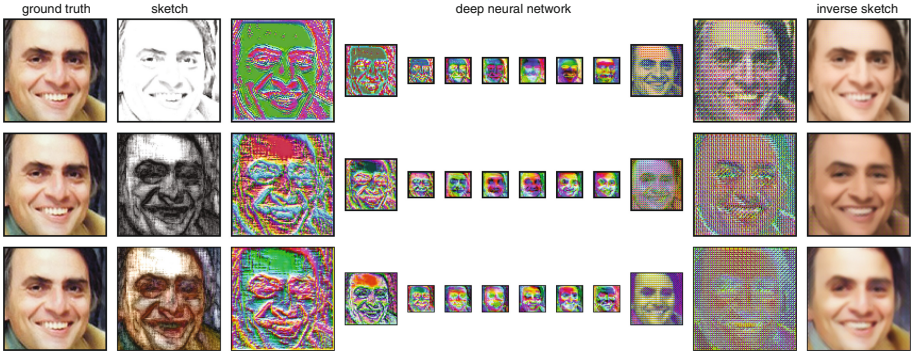 ground truth
sketch
deep neural network
inverse sketch